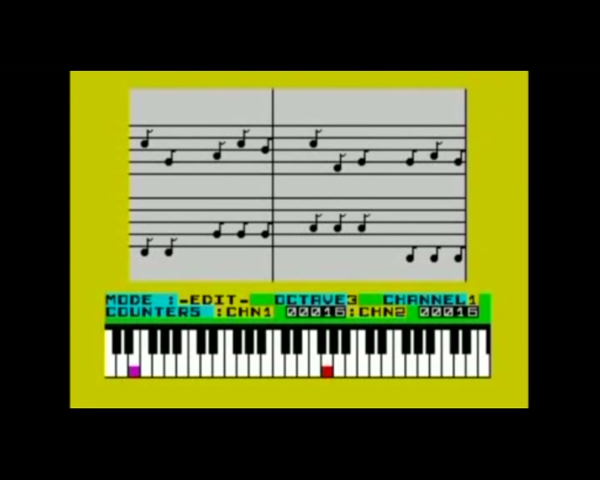 MODE :-EDIT- OCTAVE3 CHANNEL1
COUNTERS :CHN1 00016:CHN2 00016